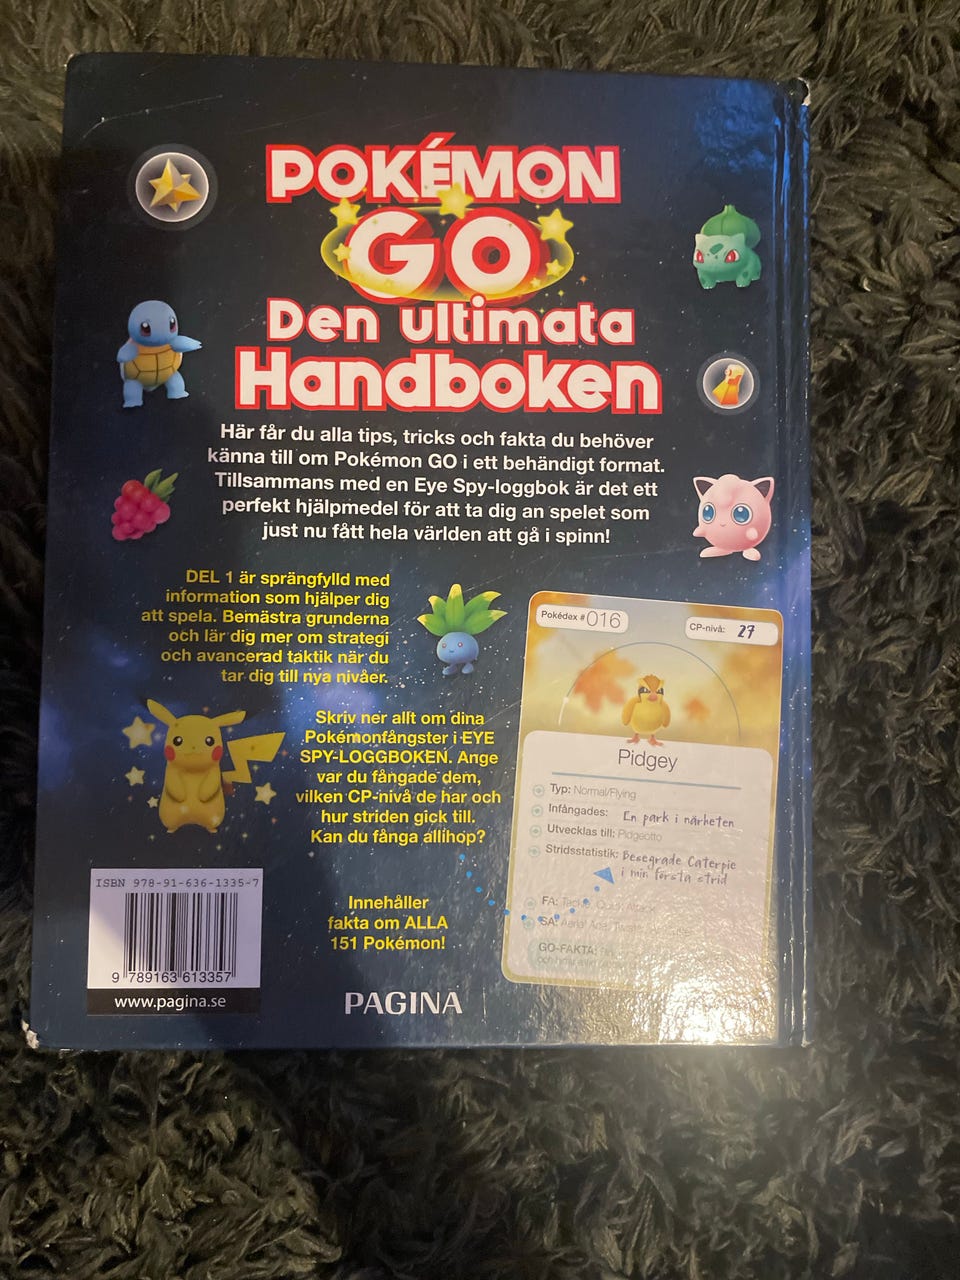 POKÉMON
GO
Den ultimata
Handboken
Här får du alla tips, tricks och fakta du behöver
känna till om Pokémon GO i ett behändigt format.
Tillsammans med en Eye Spy-loggbok är det ett
perfekt hjälpmedel för att ta dig an spelet som
just nu fått hela världen att gå i spinn!
DEL 1 är sprängfylld med
information som hjälper dig
att spela. Bemästra grunderna
och lär dig mer om strategi
och avancerad taktik när du
tar dig till nya nivåer.
Skriv ner allt om dina
Pokémonfångster i EYE
SPY-LOGGBOKEN. Ange
var du fångade dem,
vilken CP-nivå de har och
hur striden gick till.
Kan du fånga allihop?
Innehåller
fakta om ALLA
151 Pokémon!
Pokédex #016
CP-nivå: 27
Pidgey
Typ: Normal/Flying
Infångades: En park i närheten
Utvecklas till: Pidgeotto
Stridsstatistik: Besegrade Caterpie
i min första strid
FA: Attack
SA: Aerial Ace,
GO-FAKTA:
ISBN 978-91-636-1335-7
9 789163 613357
www.pagina.se
PAGINA